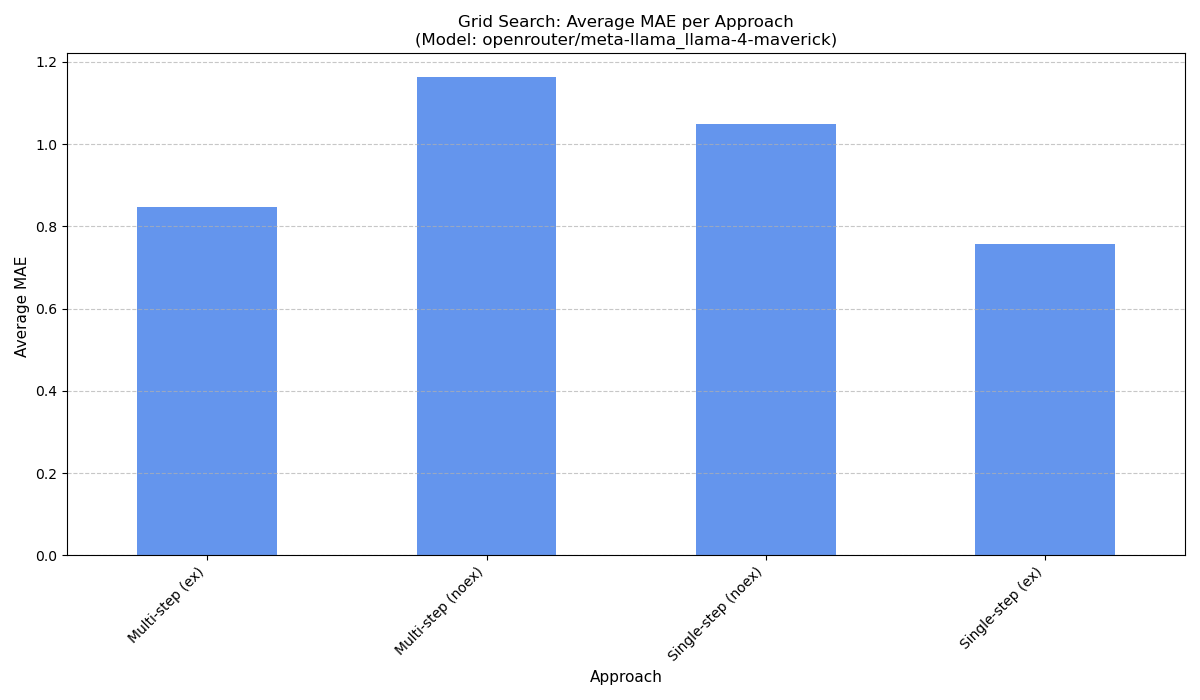 Grid Search: Average MAE per Approach
(Model: openrouter/meta-llama_llama-4-maverick)
Average MAE
1.2
1.0
0.8
0.6
0.4
0.2
0.0
Multi-step (ex)
Multi-step (noex)
Single-step (noex)
Single-step (ex)
Approach